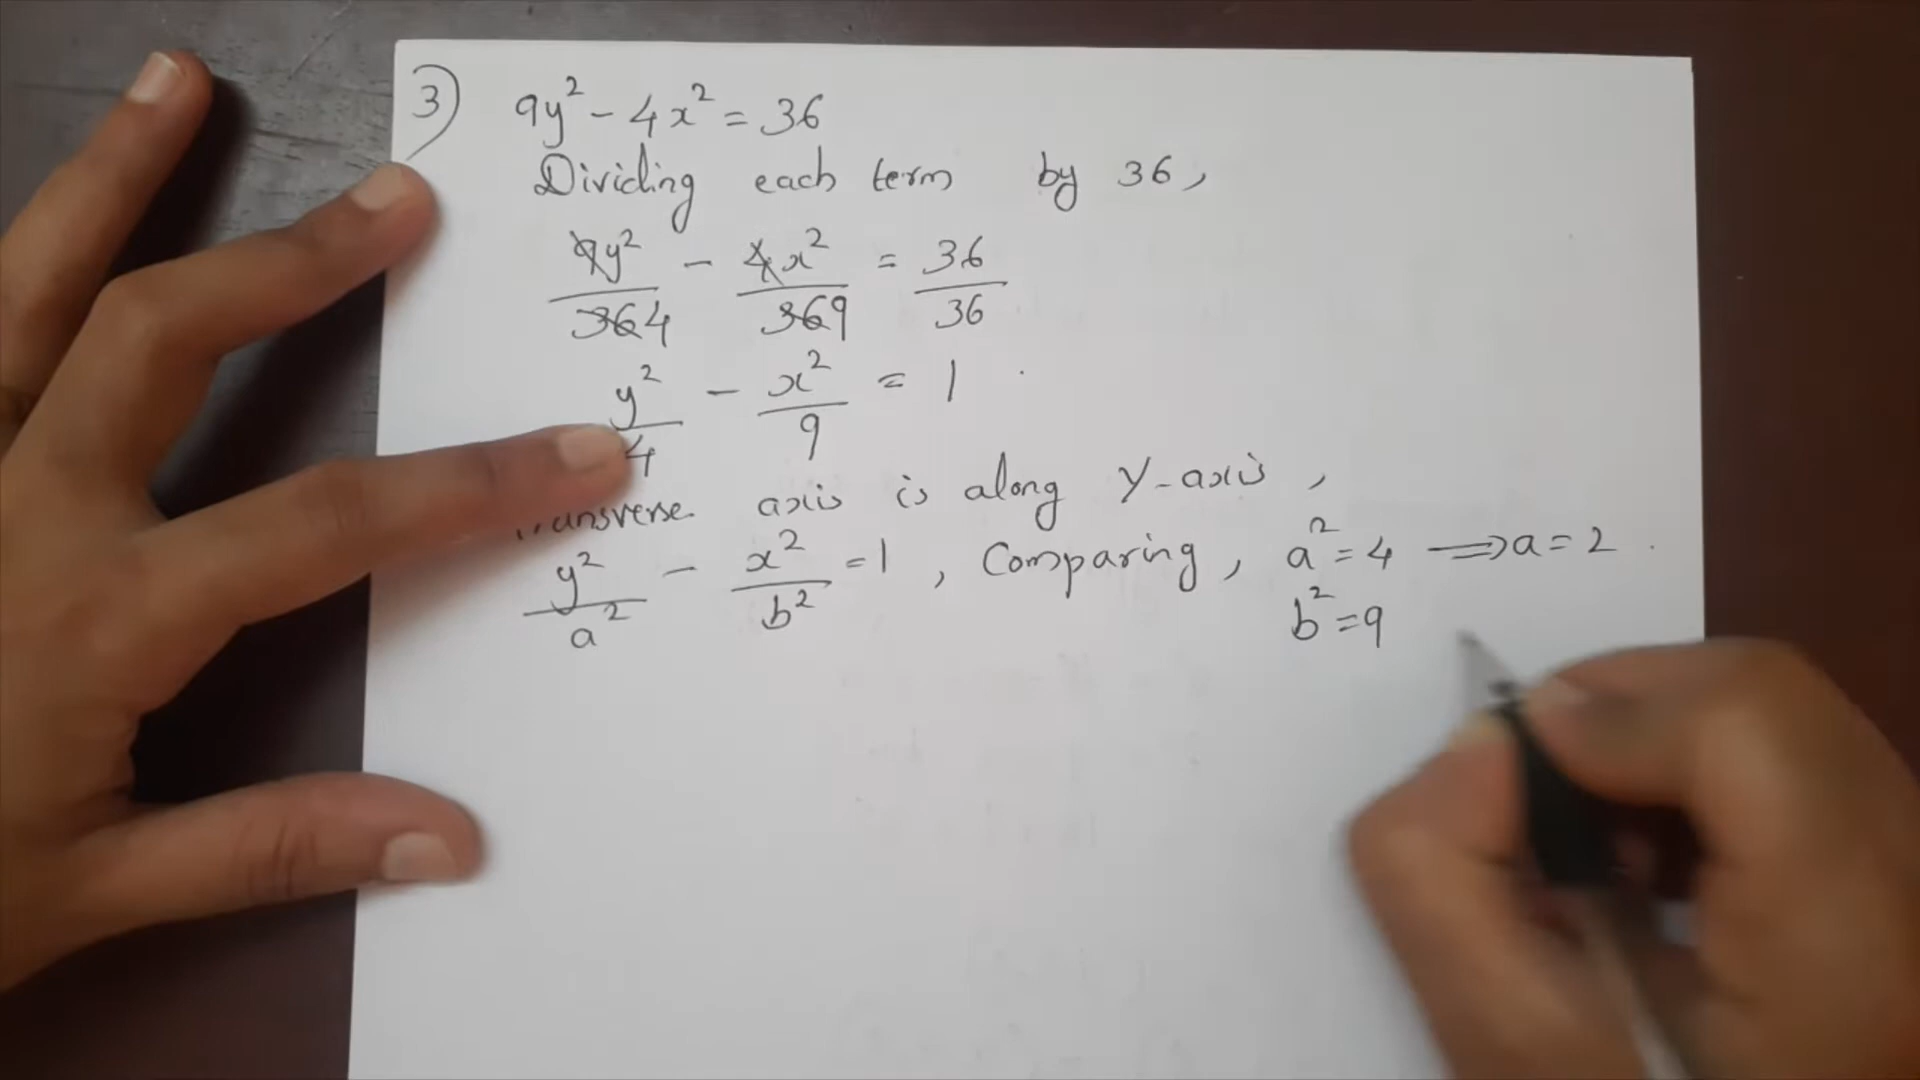 3) 9y² - 4x² = 36
Dividing each term by 36,
9y²/36 4 - 4x²/36 9 = 36/36
y²/4 - x²/9 = 1
Transverse axis is along Y-axis,
y²/a² - x²/b² = 1, Comparing, a² = 4 ⟹ a = 2
b² = 9